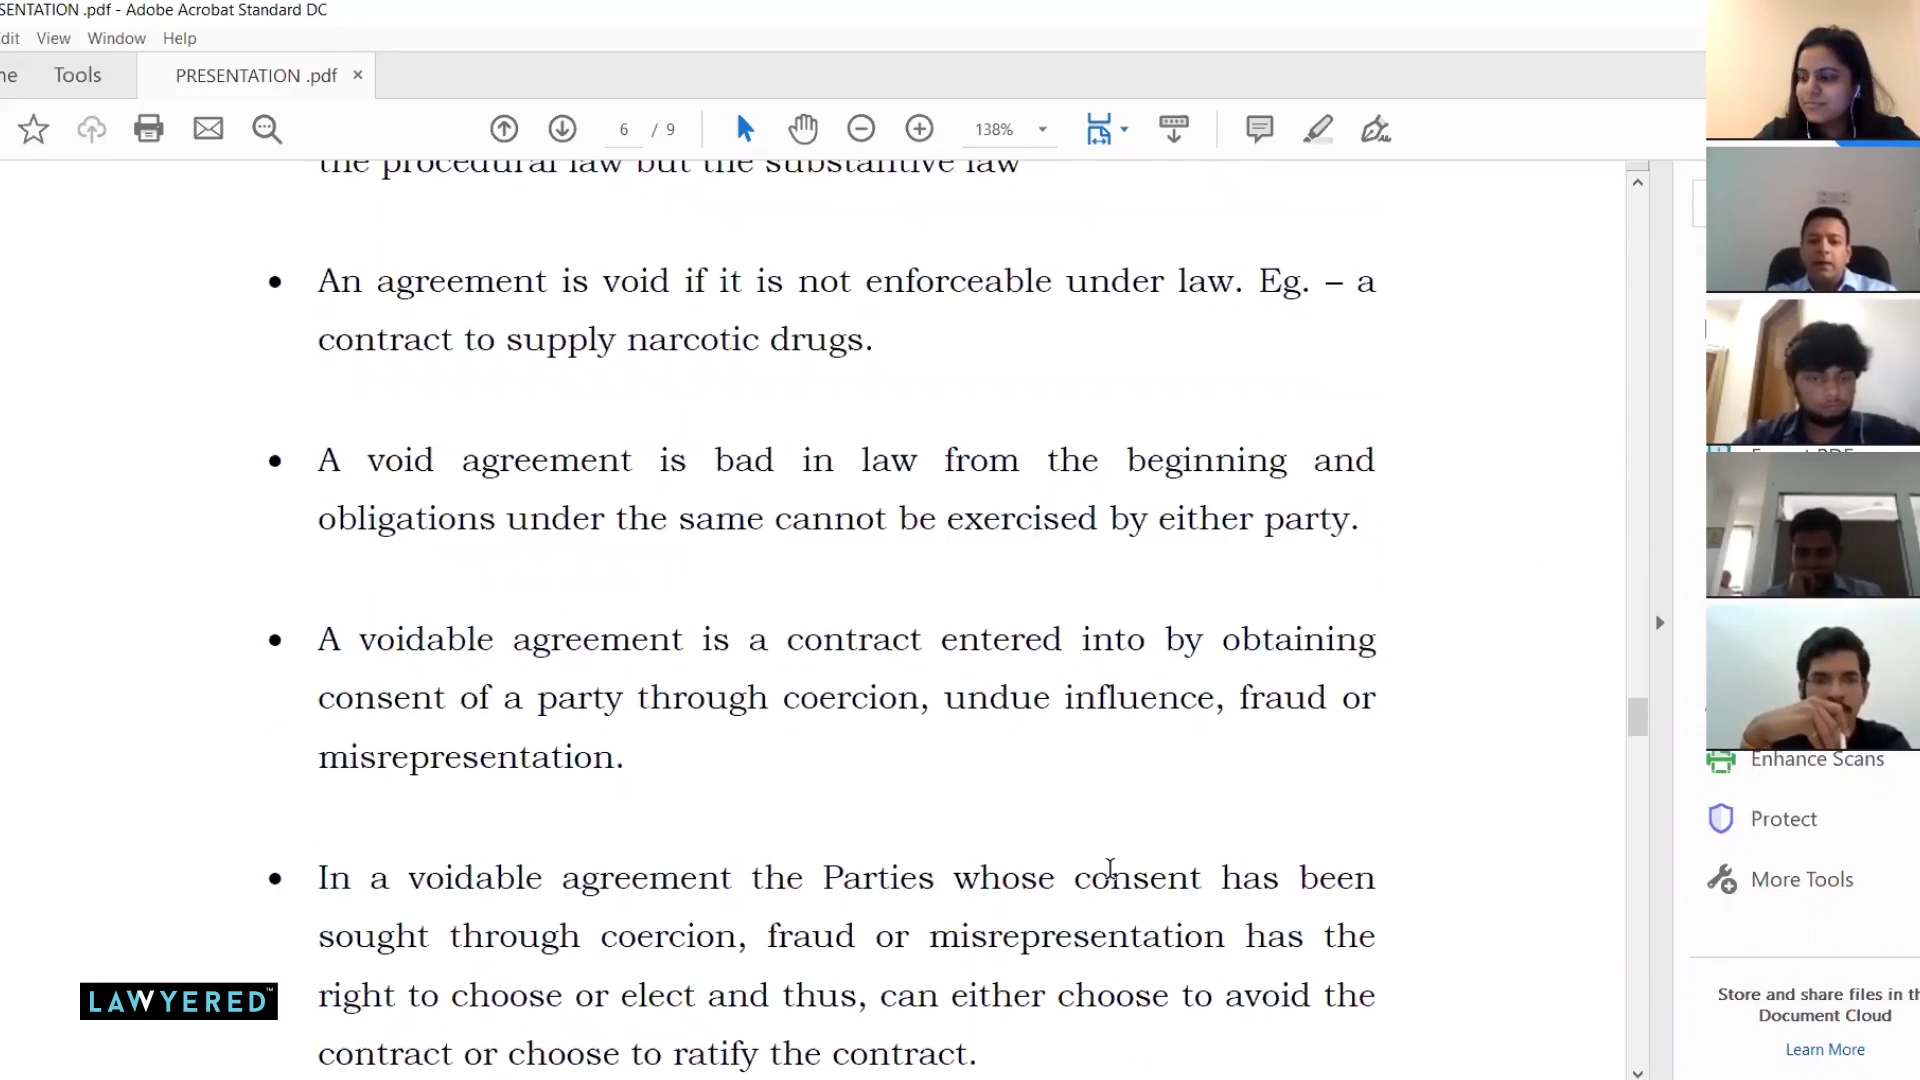 SENTATION .pdf - Adobe Acrobat Standard DC
dit View Window Help
me Tools PRESENTATION .pdf ×
6 / 9 138%
the procedural law but the substantive law
• An agreement is void if it is not enforceable under law. Eg. – a
contract to supply narcotic drugs.
• A void agreement is bad in law from the beginning and
obligations under the same cannot be exercised by either party.
• A voidable agreement is a contract entered into by obtaining
consent of a party through coercion, undue influence, fraud or
misrepresentation.
• In a voidable agreement the Parties whose consent has been
sought through coercion, fraud or misrepresentation has the
right to choose or elect and thus, can either choose to avoid the
contract or choose to ratify the contract.
LAWYERED™
Enhance Scans
Protect
More Tools
Store and share files in th
Document Cloud
Learn More